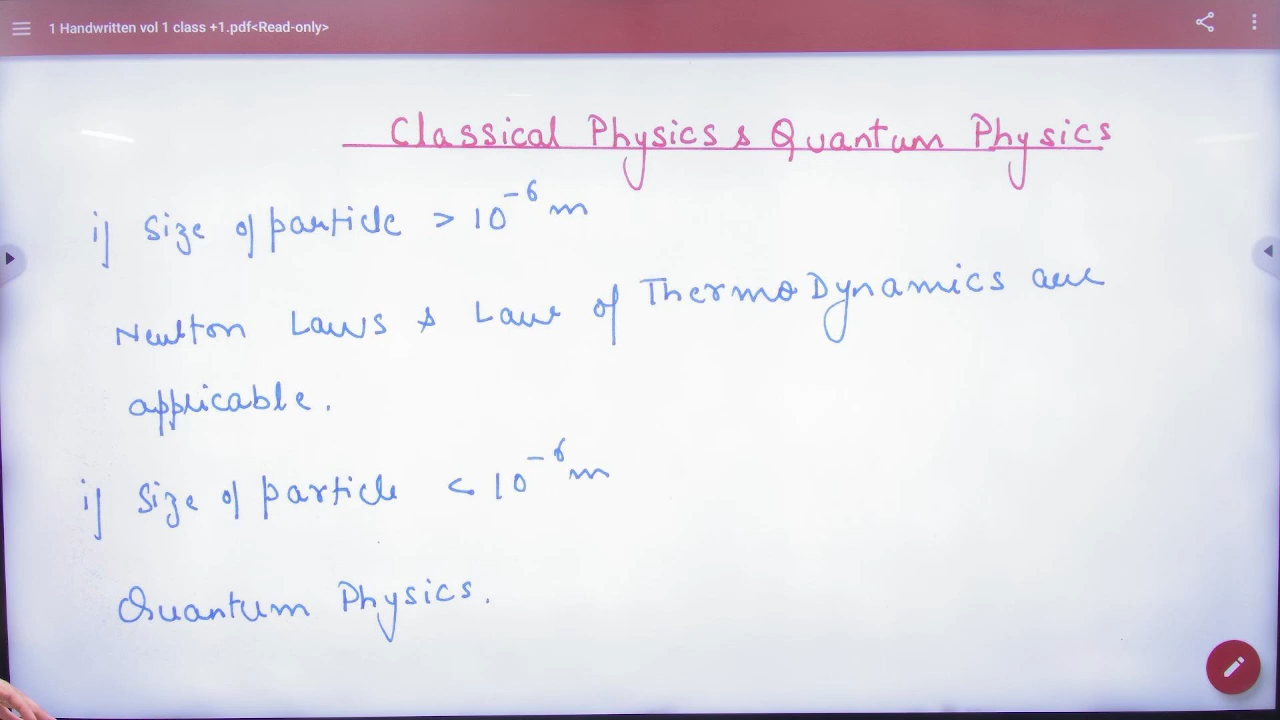 1 Handwritten vol 1 class +1.pdf<Read-only>
Classical Physics & Quantum Physics
if Size of particle > 10⁻⁶ m
Newton Laws & Law of ThermoDynamics are
applicable.
if Size of particle < 10⁻⁶ m
Quantum Physics.